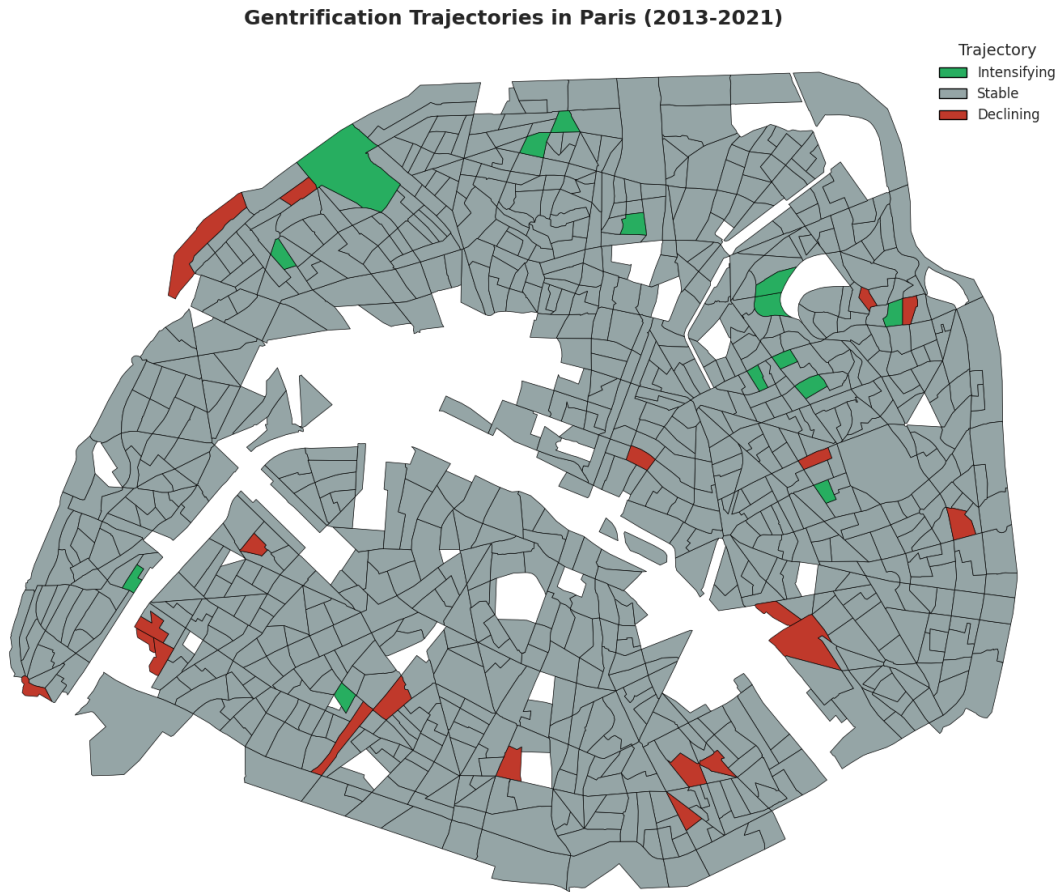 Gentrification Trajectories in Paris (2013-2021)
Trajectory
Intensifying
Stable
Declining